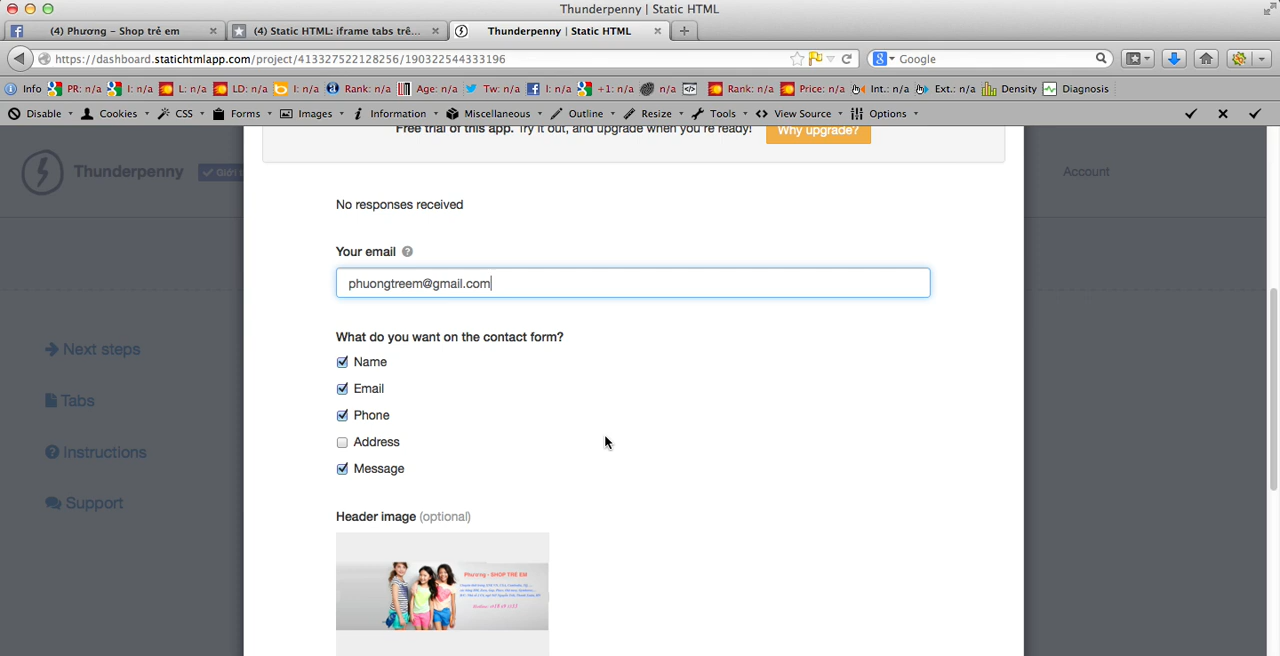 Thunderpenny | Static HTML
(4) Phương – Shop trẻ em
(4) Static HTML: iframe tabs trê...
Thunderpenny | Static HTML
https://dashboard.statichtmlapp.com/project/413327522128256/190322544333196
Google
Info PR: n/a I: n/a L: n/a LD: n/a I: n/a Rank: n/a Age: n/a Tw: n/a I: n/a +1: n/a n/a Rank: n/a Price: n/a Int.: n/a Ext.: n/a Density Diagnosis
Disable Cookies CSS Forms Images Information Miscellaneous Outline Resize Tools View Source Options
Free trial of this app. Try it out, and upgrade when you're ready!
Why upgrade?
Thunderpenny
Giới
Account
No responses received
Your email
phuongtreem@gmail.com
What do you want on the contact form?
Name
Email
Phone
Address
Message
Next steps
Tabs
Instructions
Support
Header image (optional)
Phương - SHOP TRE EM